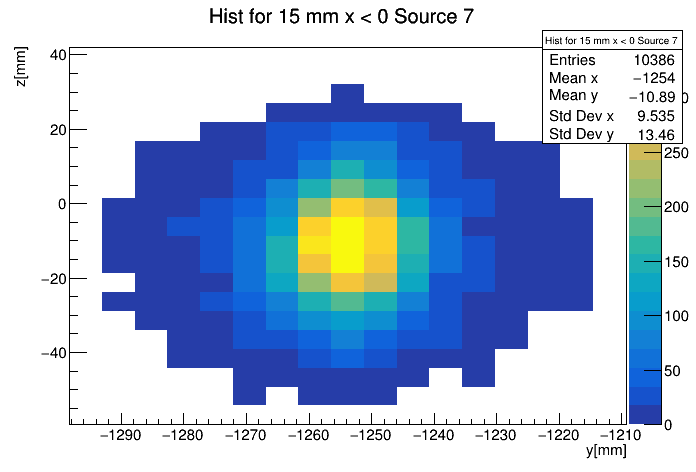 Hist for 15 mm x < 0 Source 7
z[mm]
Hist for 15 mm x < 0 Source 7
Entries 10386
Mean x −1254
Mean y −10.89
Std Dev x 9.535
Std Dev y 13.46
40
20
0
−20
−40
250
200
150
100
50
0
−1290 −1280 −1270 −1260 −1250 −1240 −1230 −1220 −1210
y[mm]